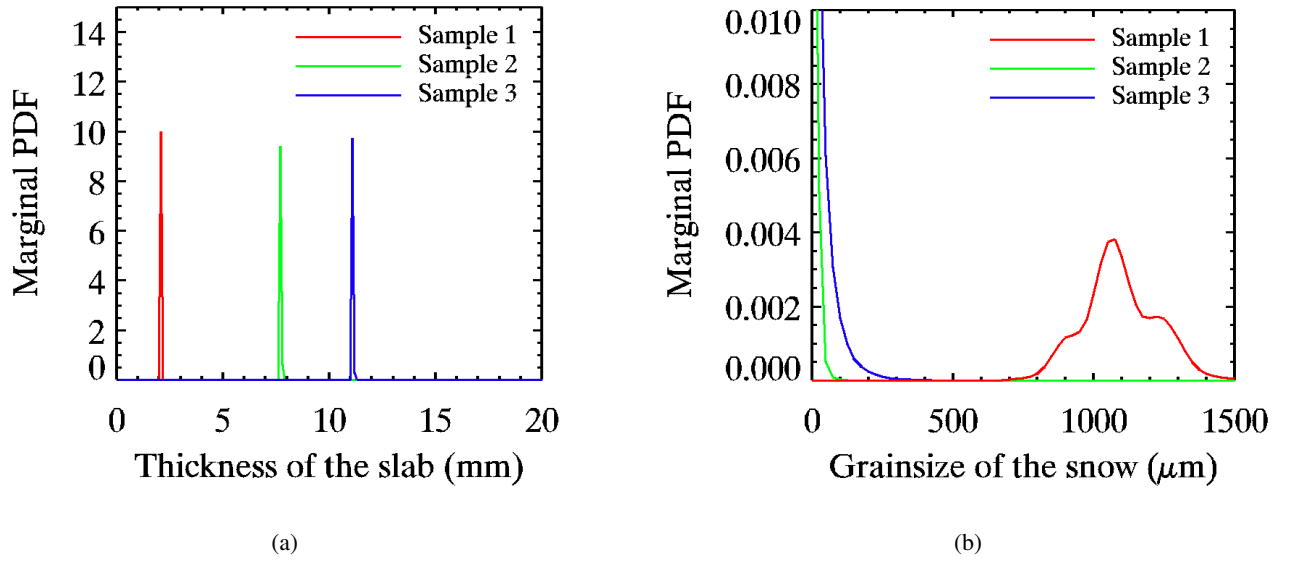 14
12
10
8
6
4
2
0
Marginal PDF
Sample 1
Sample 2
Sample 3
0 5 10 15 20
Thickness of the slab (mm)
(a)
0.010
0.008
0.006
0.004
0.002
0.000
Marginal PDF
Sample 1
Sample 2
Sample 3
0 500 1000 1500
Grainsize of the snow (μm)
(b)